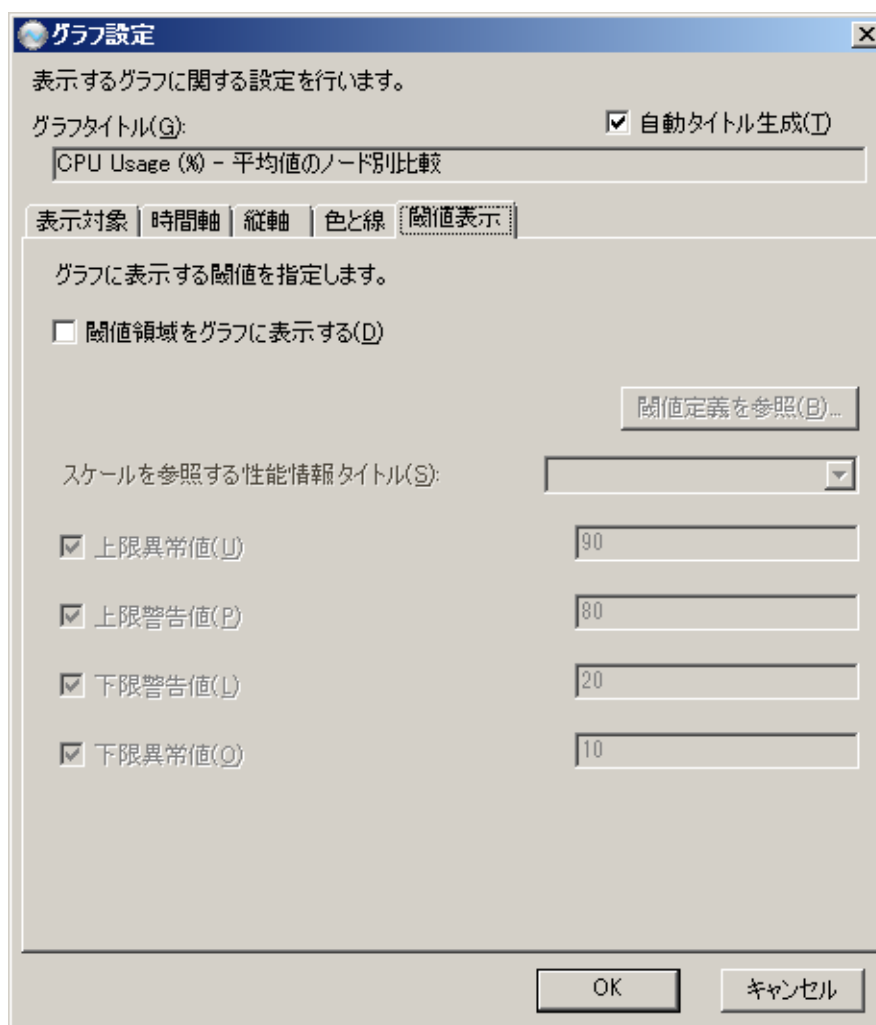 グラフ設定
表示するグラフに関する設定を行います。
グラフタイトル(G):
自動タイトル生成(T)
CPU Usage (%) - 平均値のノード別比較
表示対象 時間軸 縦軸 色と線 閾値表示
グラフに表示する閾値を指定します。
閾値領域をグラフに表示する(D)
閾値定義を参照(B)...
スケールを参照する性能情報タイトル(S):
上限異常値(U) 90
上限警告値(P) 80
下限警告値(L) 20
下限異常値(O) 10
OK キャンセル